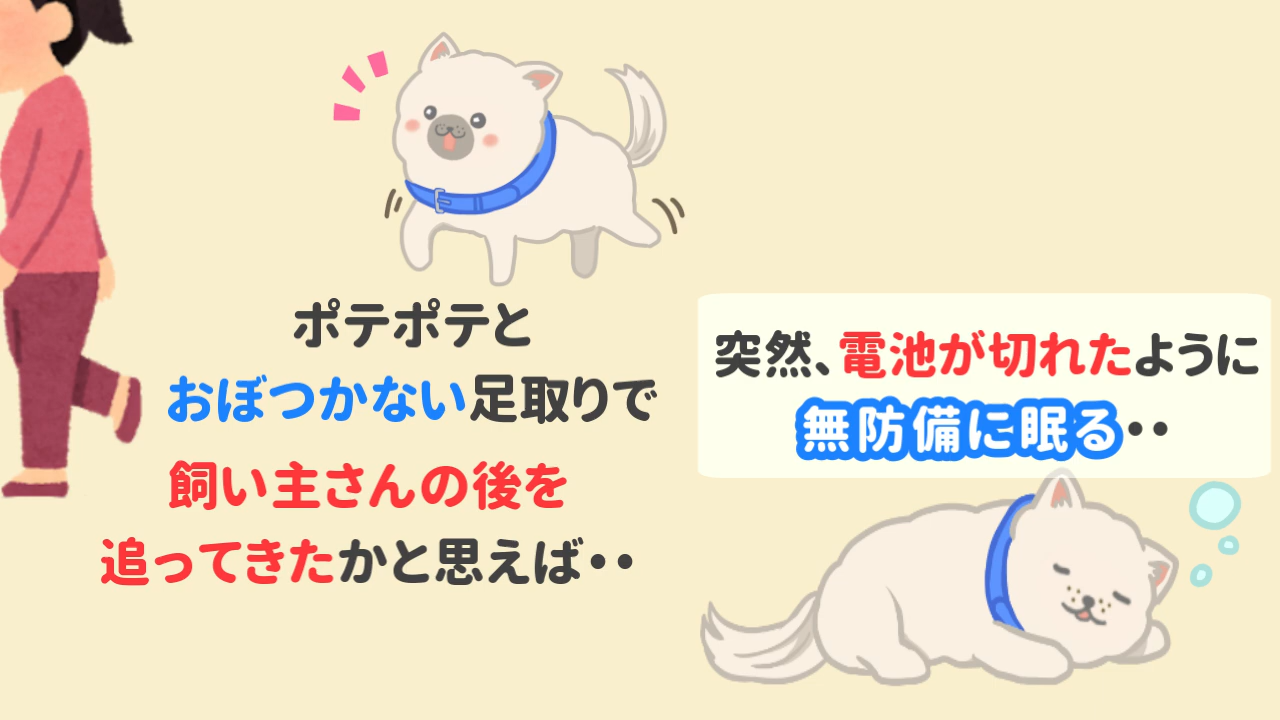 ポテポテと
おぼつかない足取りで
飼い主さんの後を
追ってきたかと思えば・・
突然、電池が切れたように
無防備に眠る・・